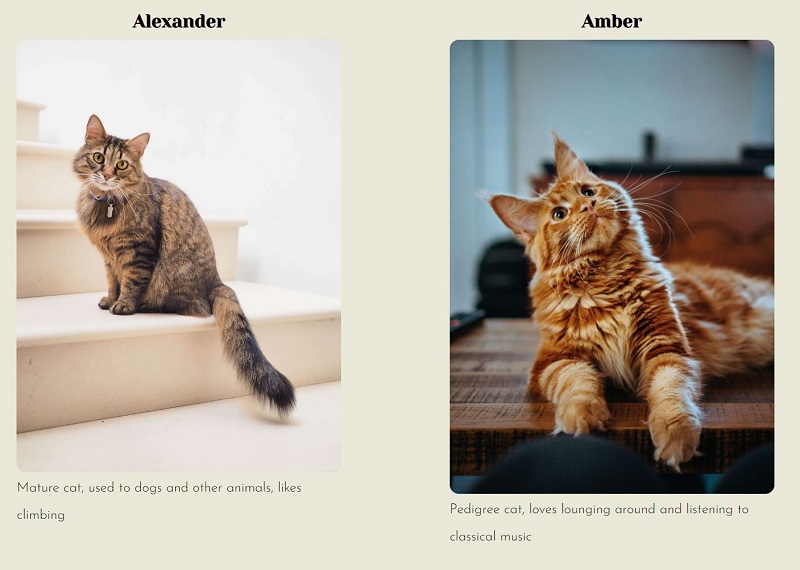 Alexander
Amber
Mature cat, used to dogs and other animals, likes
climbing
Pedigree cat, loves lounging around and listening to
classical music